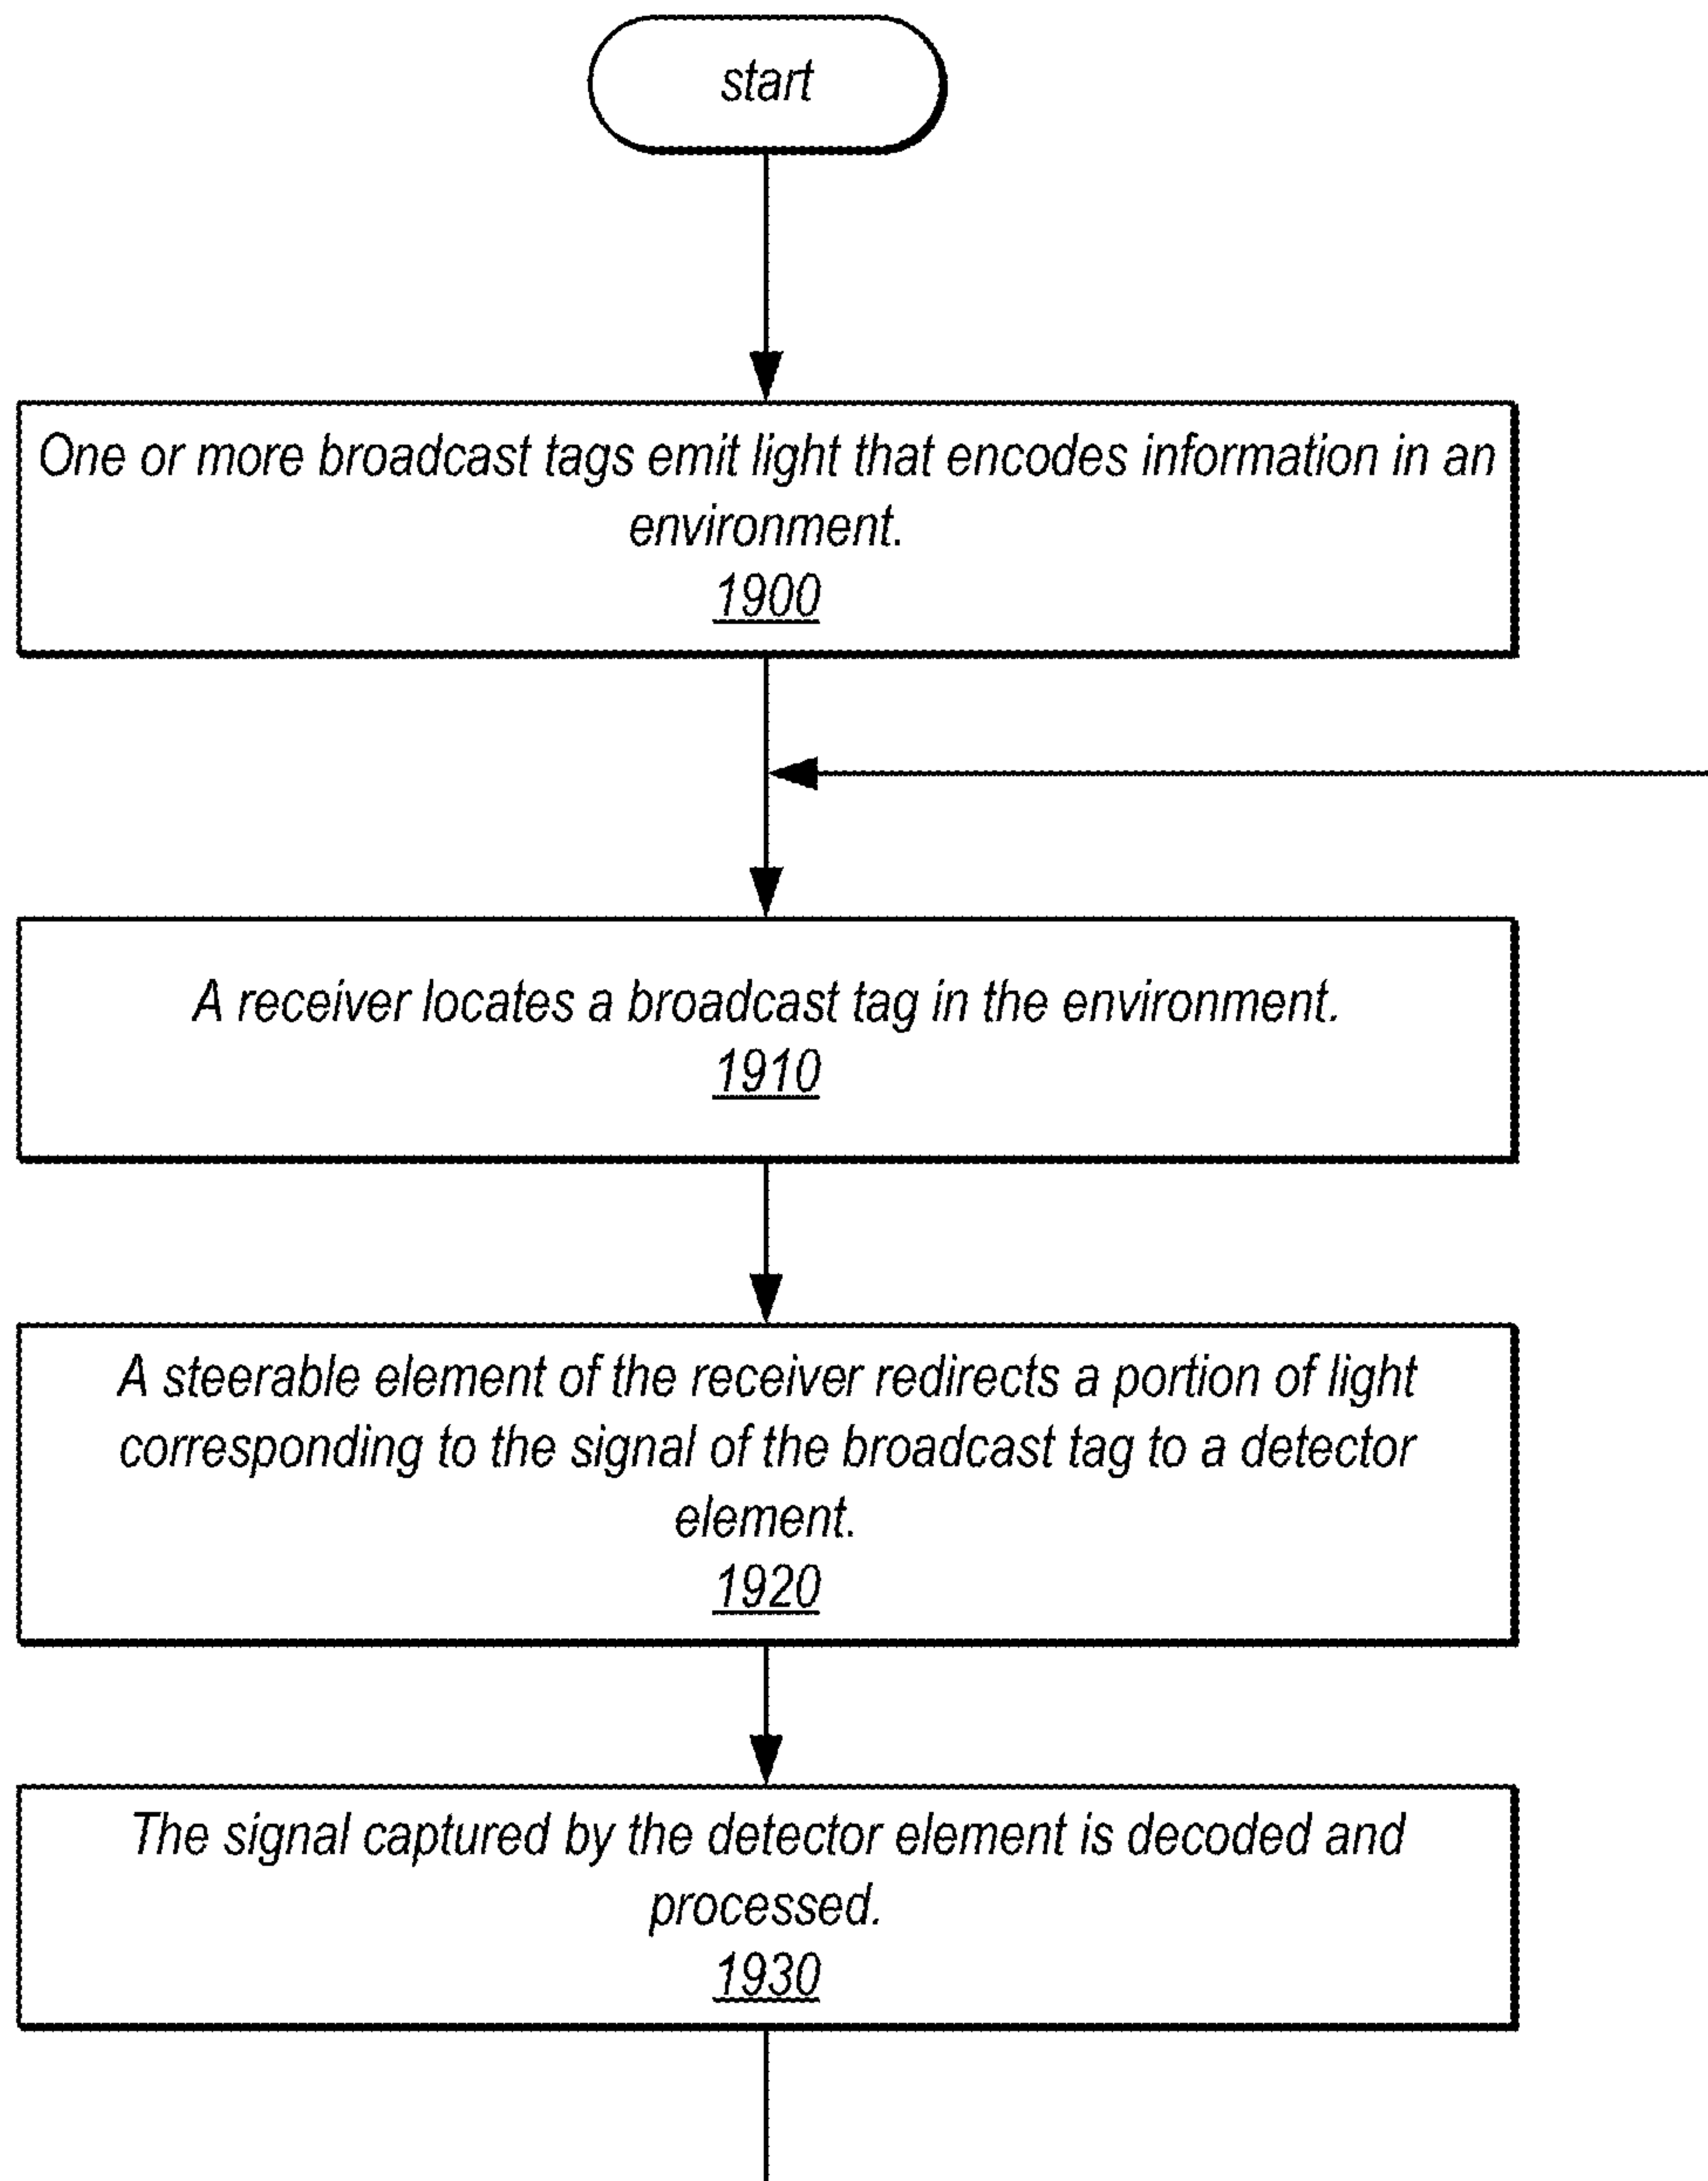 start
One or more broadcast tags emit light that encodes information in an
environment.
1900
A receiver locates a broadcast tag in the environment.
1910
A steerable element of the receiver redirects a portion of light
corresponding to the signal of the broadcast tag to a detector
element.
1920
The signal captured by the detector element is decoded and
processed.
1930